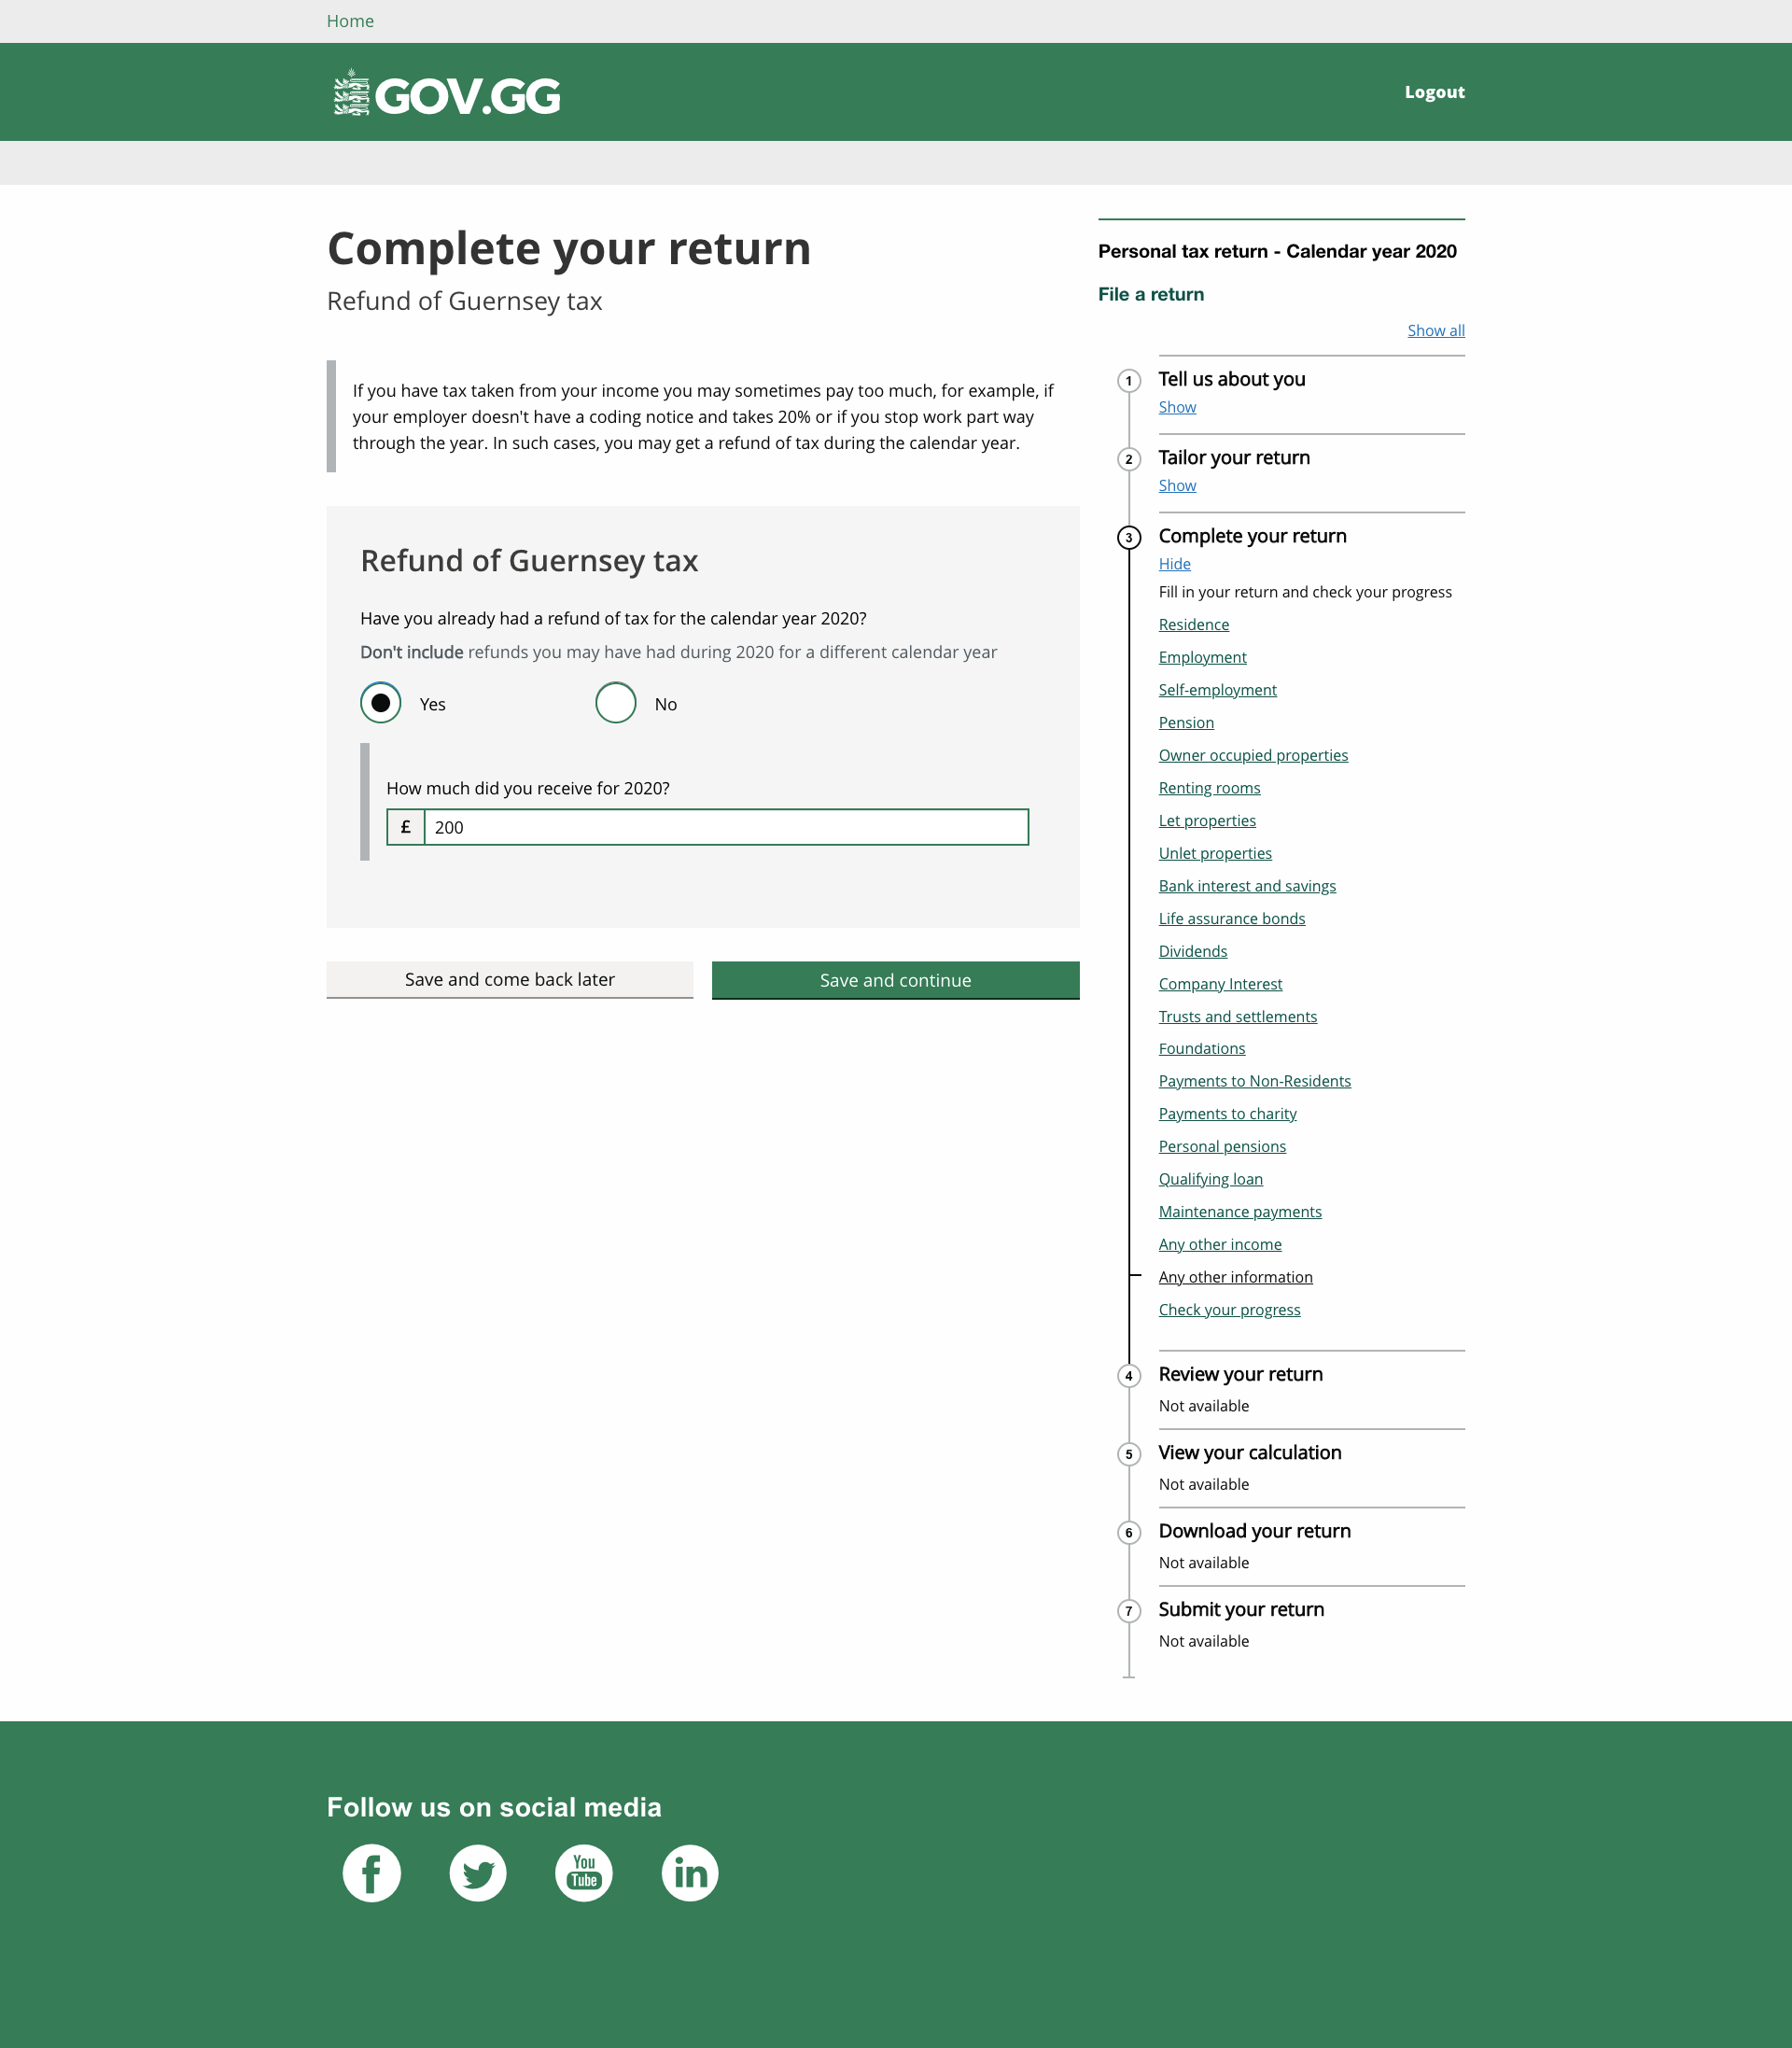 Home
GOV.GG
Logout
Complete your return
Refund of Guernsey tax
If you have tax taken from your income you may sometimes pay too much, for example, if
your employer doesn't have a coding notice and takes 20% or if you stop work part way
through the year. In such cases, you may get a refund of tax during the calendar year.
Refund of Guernsey tax
Have you already had a refund of tax for the calendar year 2020?
Don't include refunds you may have had during 2020 for a different calendar year
Yes
No
How much did you receive for 2020?
£ 200
Save and come back later
Save and continue
Personal tax return - Calendar year 2020
File a return
Show all
1 Tell us about you
Show
2 Tailor your return
Show
3 Complete your return
Hide
Fill in your return and check your progress
Residence
Employment
Self-employment
Pension
Owner occupied properties
Renting rooms
Let properties
Unlet properties
Bank interest and savings
Life assurance bonds
Dividends
Company Interest
Trusts and settlements
Foundations
Payments to Non-Residents
Payments to charity
Personal pensions
Qualifying loan
Maintenance payments
Any other income
Any other information
Check your progress
4 Review your return
Not available
5 View your calculation
Not available
6 Download your return
Not available
7 Submit your return
Not available
Follow us on social media
f
You
Tube
in